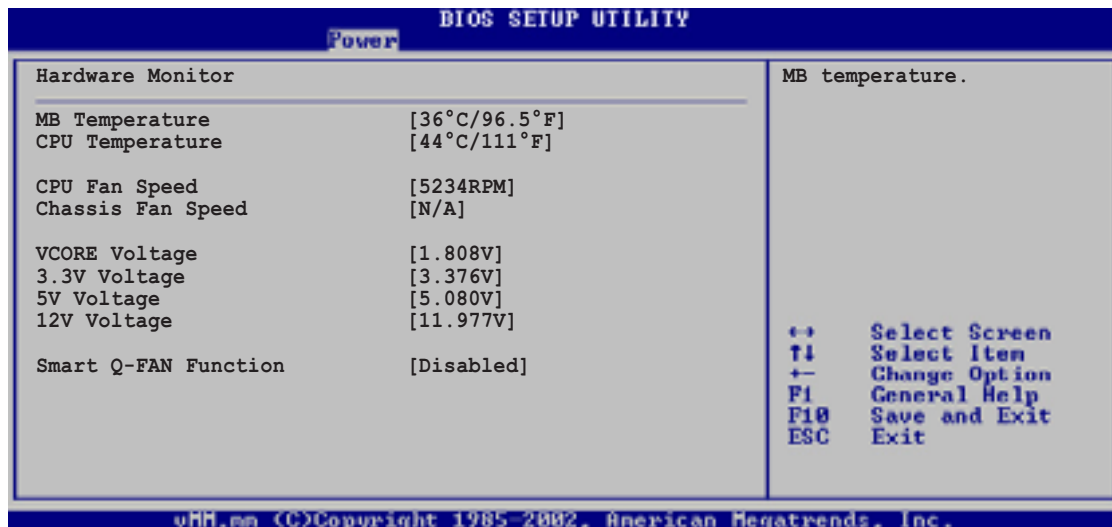 BIOS SETUP UTILITY
Power
Hardware Monitor
MB Temperature [36°C/96.5°F]
CPU Temperature [44°C/111°F]
CPU Fan Speed [5234RPM]
Chassis Fan Speed [N/A]
VCORE Voltage [1.808V]
3.3V Voltage [3.376V]
5V Voltage [5.080V]
12V Voltage [11.977V]
Smart Q-FAN Function [Disabled]
MB temperature.
←→ Select Screen
↑↓ Select Item
+- Change Option
F1 General Help
F10 Save and Exit
ESC Exit
vMM.mm (C)Copyright 1985-2002, American Megatrends, Inc.